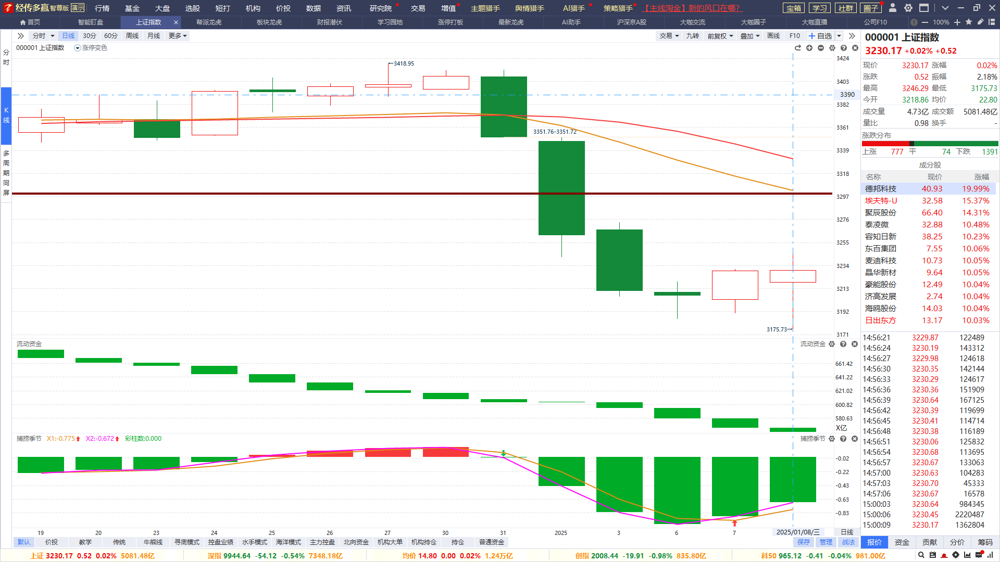 经传多赢 智尊版 演示 行情 基金 大盘 选股 短打 机构 价投 数据 资讯 研究院 交易 增值 主题猎手 舆情猎手 AI猎手 策略猎手 【主线淘金】新的风口在哪? 宝箱 学习 社群 圈子
首页 智能盯盘 上证指数 帮派龙虎 板块龙虎 财报潜伏 学习园地 涨停打板 最新龙虎 AI助手 沪深京A股 大咖交流 大咖圈子 大咖直播 公司F10 100%
分时 日线 30分 60分 周线 月线 更多 交易 九转 前复权 叠加 画线 F10 自选
000001 上证指数 涨停变色
分时
K线
多周期同屏
3418.95
3351.76-3351.72
3175.73
3424
3403
3390
3382
3361
3339
3318
3297
3276
3255
3234
3213
3192
3171
流动资金 流动资金
661.42
641.22
621.02
600.82
580.63
X亿
捕捞季节 X1:-0.775 X2:-0.672 彩柱数:0.000 捕捞季节
-0.02
-0.22
-0.43
-0.63
-0.83
19 20 23 24 25 26 27 30 31 2025 3 6 7 2025/01/08/三 日线
默认 价投 教学 传统 牛熊线 寻底模式 控盘业绩 水手模式 海洋模式 主力控盘 北向资金 机构大单 机构持仓 持仓 普通资金 保存 管理 战法
000001 上证指数
3230.17 +0.02% +0.52
现价 3230.17 涨幅 0.02%
涨跌 0.52 振幅 2.18%
最高 3246.29 最低 3175.73
今开 3218.86 均价 22.80
成交量 4.73亿 成交额 5081.48亿
量比 0.98 换手 -
涨跌分布
上涨 777 平 74 下跌 1391
成分股
名称 现价 涨幅
德邦科技 40.93 19.99%
埃夫特-U 32.58 15.37%
聚辰股份 66.40 14.31%
泰凌微 32.88 10.48%
容知日新 38.25 10.23%
东百集团 7.55 10.06%
麦迪科技 10.73 10.05%
晶华新材 9.64 10.05%
豪能股份 12.49 10.04%
济高发展 2.74 10.04%
海鸥股份 14.03 10.04%
日出东方 13.17 10.03%
14:56:21 3229.87 122489
14:56:24 3230.19 143312
14:56:27 3229.98 124618
14:56:30 3230.35 142144
14:56:33 3230.29 124617
14:56:36 3230.36 151909
14:56:39 3230.64 167125
14:56:42 3230.39 119699
14:56:45 3230.41 114714
14:56:48 3230.38 116189
14:56:51 3230.06 125832
14:56:54 3230.68 113695
14:56:57 3230.67 133063
14:57:00 3230.63 104283
14:57:03 3230.70 45333
14:57:06 3230.67 16578
15:00:03 3230.64 984345
15:00:06 3230.45 2220487
15:00:09 3230.17 1362804
报价 资金 贡献 分价 筹码
上证 3230.17 0.52 0.02% 5081.48亿 深指 9944.64 -54.12 -0.54% 7348.18亿 均价 14.80 0.00 0.02% 1.24万亿 创指 2008.44 -19.91 -0.98% 835.80亿 科50 965.12 -0.41 -0.04% 981.00亿